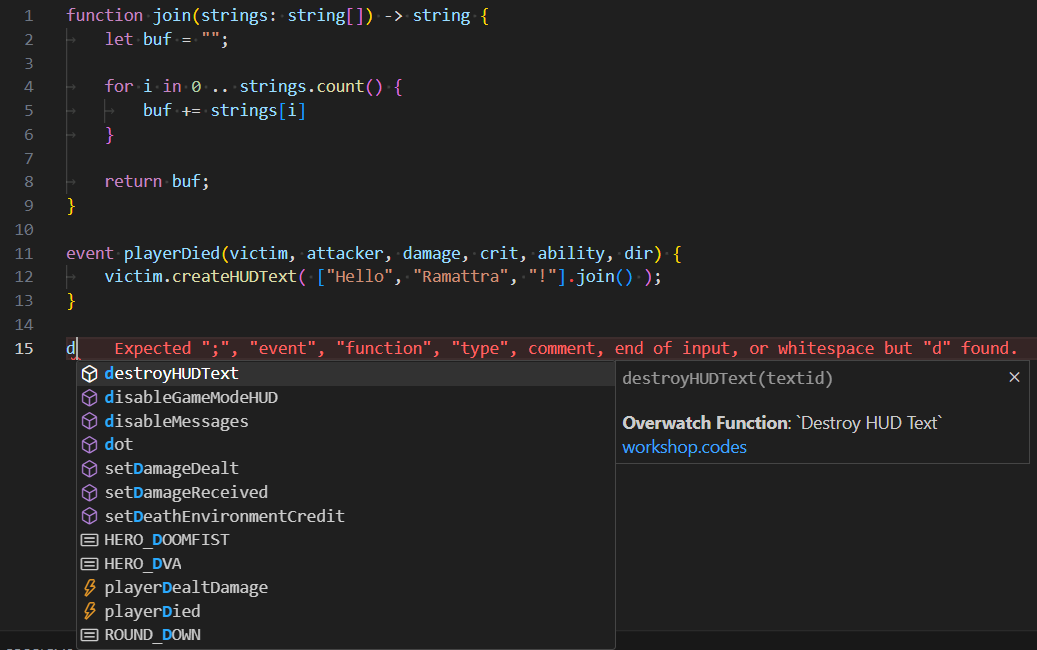 1 function join(strings: string[]) -> string {
2 let buf = "";
3
4 for i in 0 .. strings.count() {
5 buf += strings[i]
6 }
7
8 return buf;
9 }
10
11 event playerDied(victim, attacker, damage, crit, ability, dir) {
12 victim.createHUDText( ["Hello", "Ramattra", "!"].join() );
13 }
14
15 d Expected ";", "event", "function", "type", comment, end of input, or whitespace but "d" found.
destroyHUDText
disableGameModeHUD
disableMessages
dot
setDamageDealt
setDamageReceived
setDeathEnvironmentCredit
HERO_DOOMFIST
HERO_DVA
playerDealtDamage
playerDied
ROUND_DOWN
destroyHUDText(textid)
Overwatch Function: `Destroy HUD Text`
workshop.codes